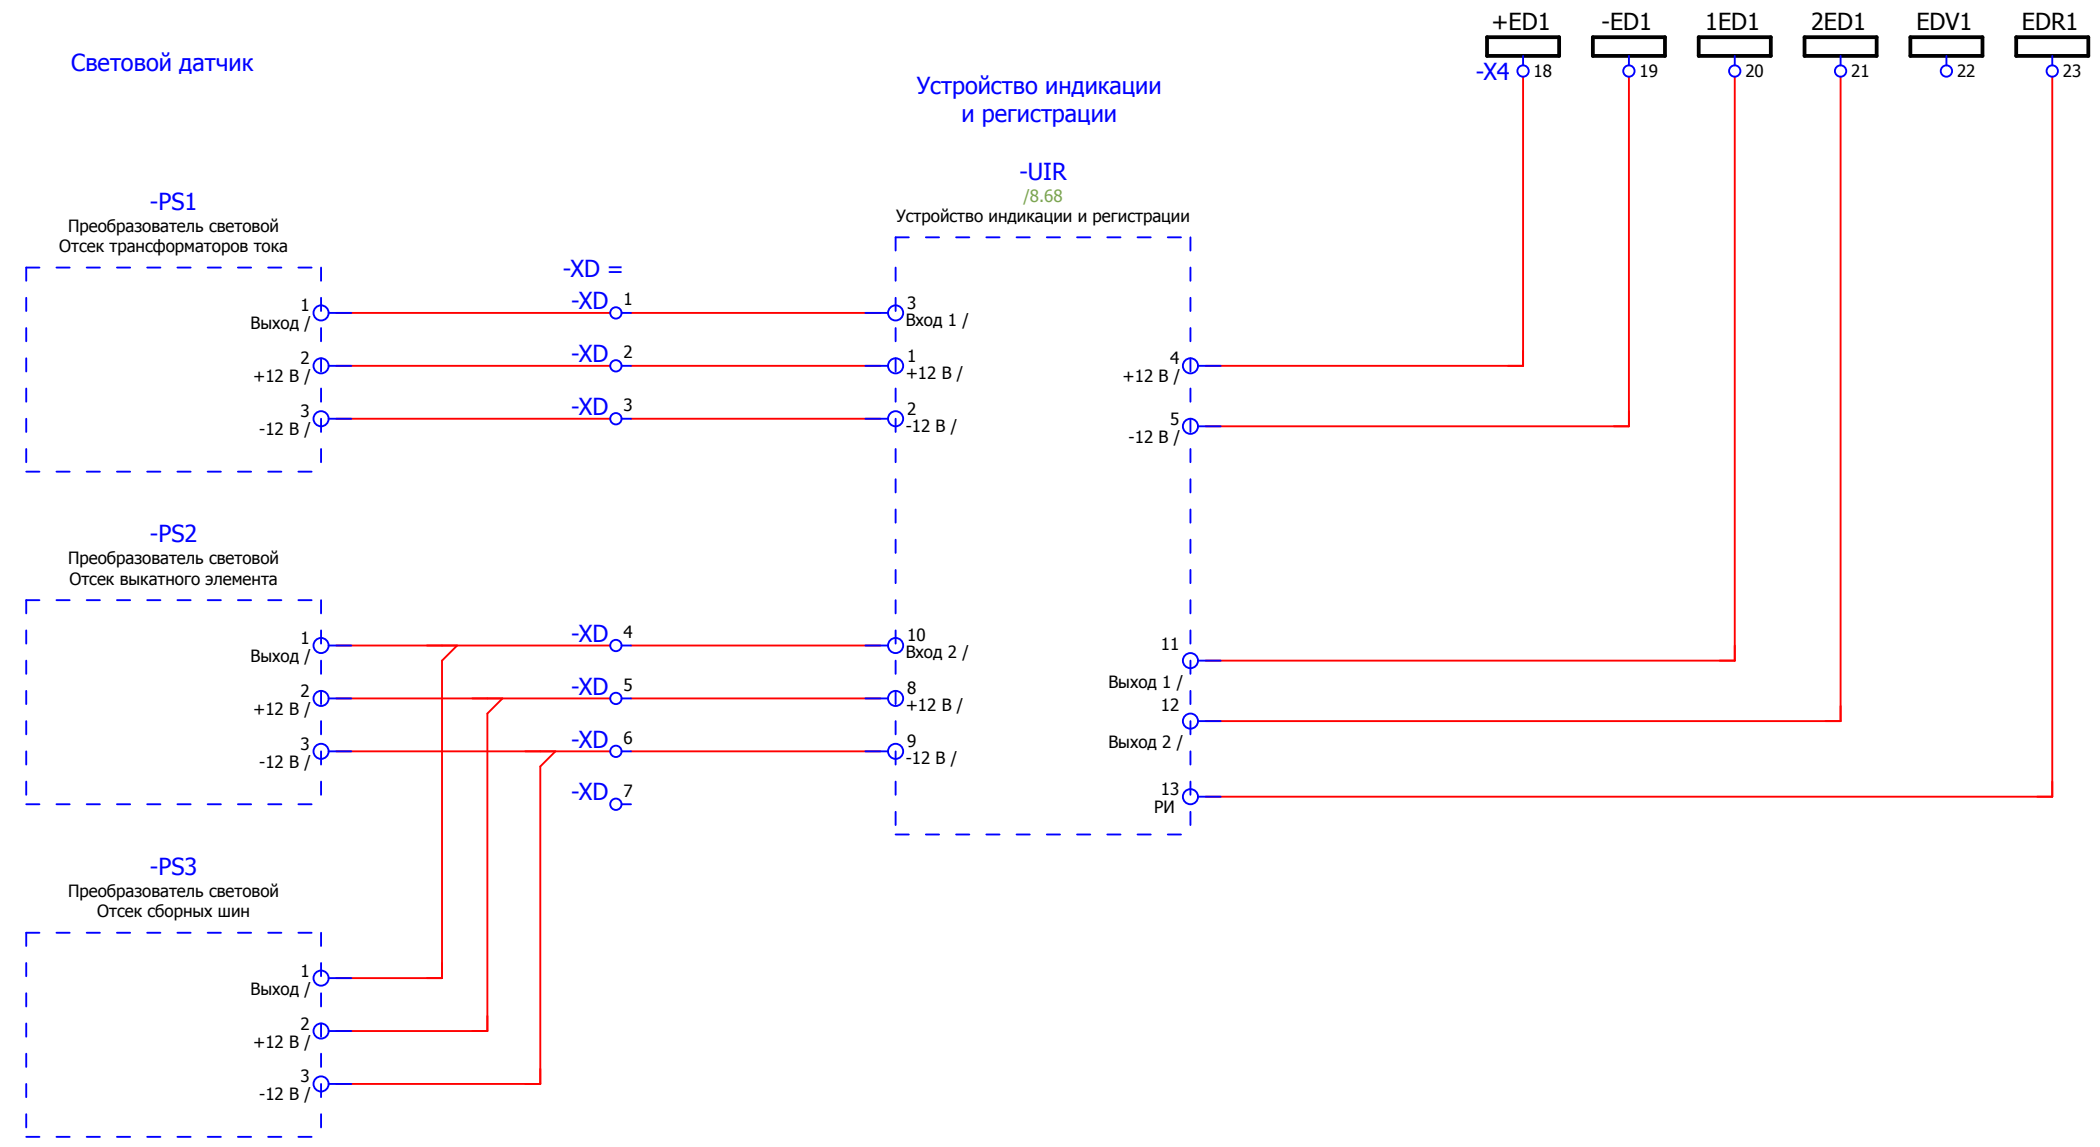 +ED1 -ED1 1ED1 2ED1 EDV1 EDR1
-X4 18 19 20 21 22 23
Световой датчик
Устройство индикации
и регистрации
-UIR
/8.68
Устройство индикации и регистрации
-PS1
Преобразователь световой
Отсек трансформаторов тока
1
Выход /
2
+12 В /
3
-12 В /
-XD =
-XD 1
-XD 2
-XD 3
3
Вход 1 /
1
+12 В /
2
-12 В /
4
+12 В /
5
-12 В /
-PS2
Преобразователь световой
Отсек выкатного элемента
1
Выход /
2
+12 В /
3
-12 В /
-XD 4
-XD 5
-XD 6
-XD 7
10
Вход 2 /
8
+12 В /
9
-12 В /
11
Выход 1 /
12
Выход 2 /
13
РИ
-PS3
Преобразователь световой
Отсек сборных шин
1
Выход /
2
+12 В /
3
-12 В /